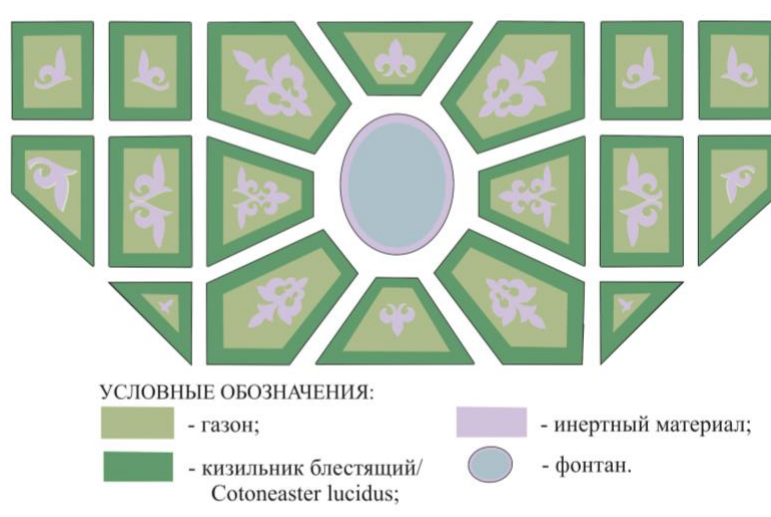 УСЛОВНЫЕ ОБОЗНАЧЕНИЯ:
- газон;
- инертный материал;
- кизильник блестящий/
Cotoneaster lucidus;
- фонтан.